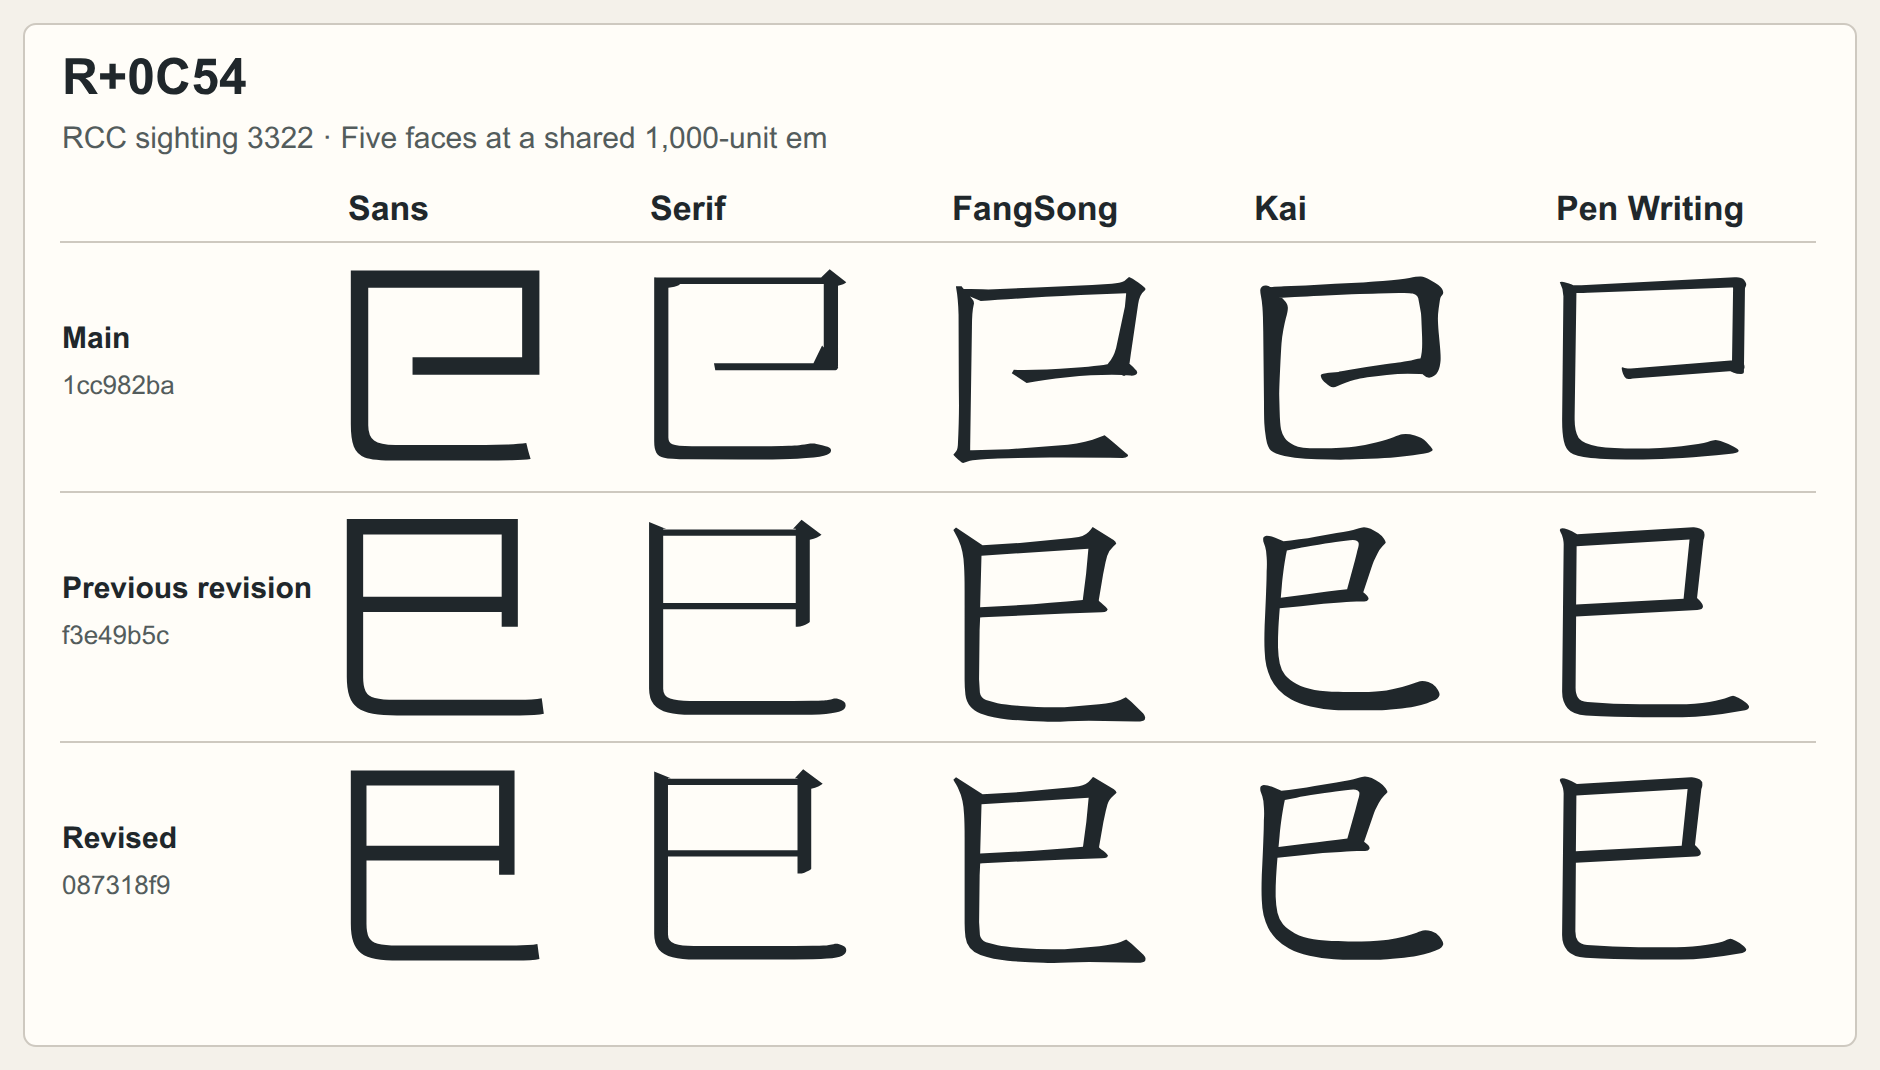 R+0C54
RCC sighting 3322 · Five faces at a shared 1,000-unit em
Sans Serif FangSong Kai Pen Writing
Main
1cc982ba
Previous revision
f3e49b5c
Revised
087318f9